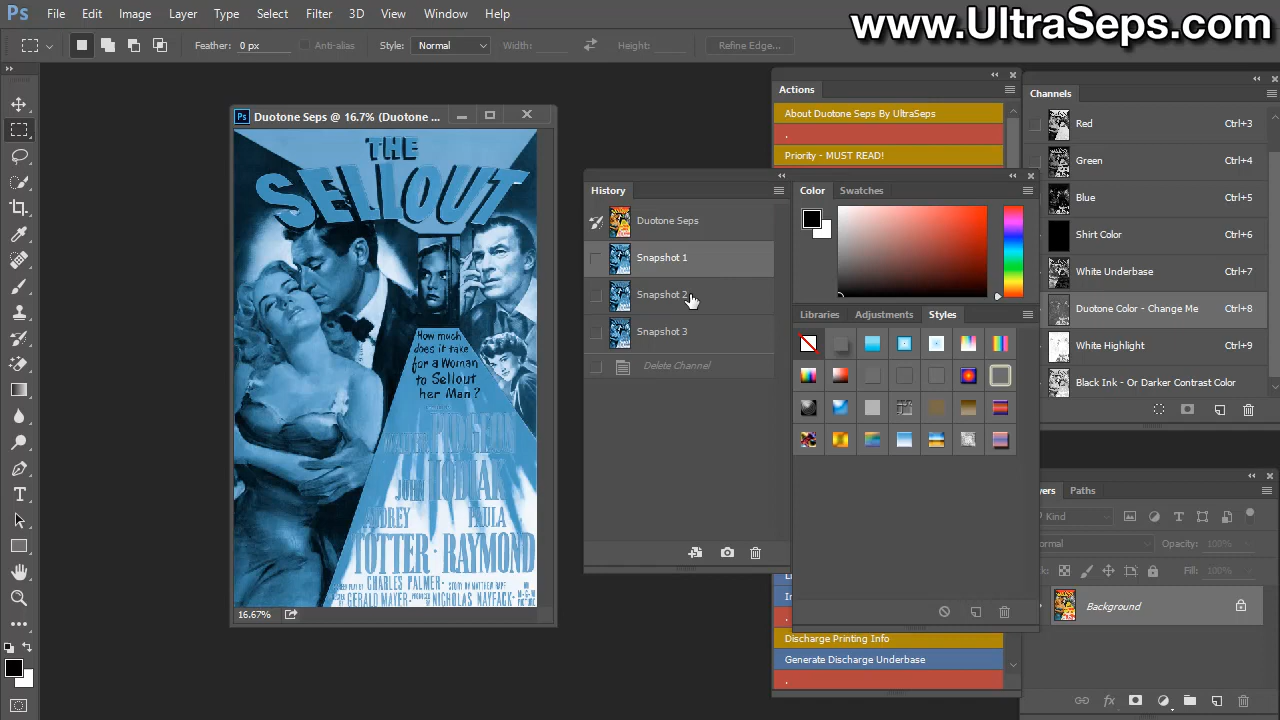 Ps File Edit Image Layer Type Select Filter 3D View Window Help
www.UltraSeps.com
Feather: 0 px Anti-alias Style: Normal Width: Height: Refine Edge...
Duotone Seps @ 16.7% (Duotone ...
THE
SELLOUT
How much
does it take
for a Woman
to Sellout
her Man?
WALTER PIDGEON
JOHN HODIAK
AUDREY PAULA
TOTTER · RAYMOND
CHARLES PALMER
GERALD MAYER NICHOLAS NAYFACK
16.67%
History
Duotone Seps
Snapshot 1
Snapshot 2
Snapshot 3
Delete Channel
Actions
About Duotone Seps By UltraSeps
.
Priority - MUST READ!
Color Swatches
Libraries Adjustments Styles
.
Discharge Printing Info
Generate Discharge Underbase
.
Channels
Red Ctrl+3
Green Ctrl+4
Blue Ctrl+5
Shirt Color Ctrl+6
White Underbase Ctrl+7
Duotone Color - Change Me Ctrl+8
White Highlight Ctrl+9
Black Ink - Or Darker Contrast Color
yers Paths
Kind
ormal Opacity: 100%
k: Fill: 100%
Background